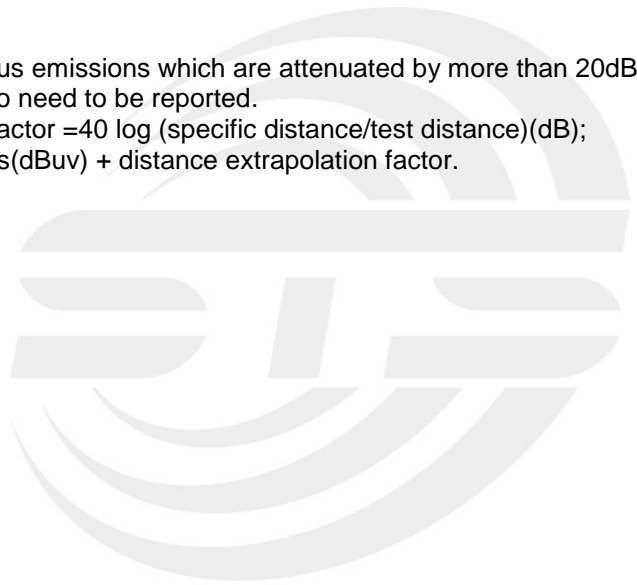 us emissions which are attenuated by more than 20dB
o need to be reported.
actor =40 log (specific distance/test distance)(dB);
s(dBuv) + distance extrapolation factor.
STS